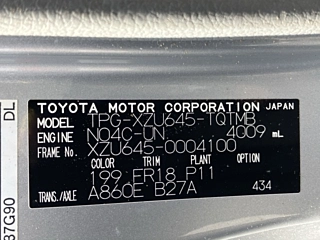 TOYOTA MOTOR CORPORATION JAPAN
MODEL TPG-XZU645-TQTMB
ENGINE N04C-UN 4009 mL
FRAME No. XZU645-0004100
COLOR TRIM PLANT OPTION
199 FR18 P11
TRANS./AXLE A860E B27A 434
DL
37G90